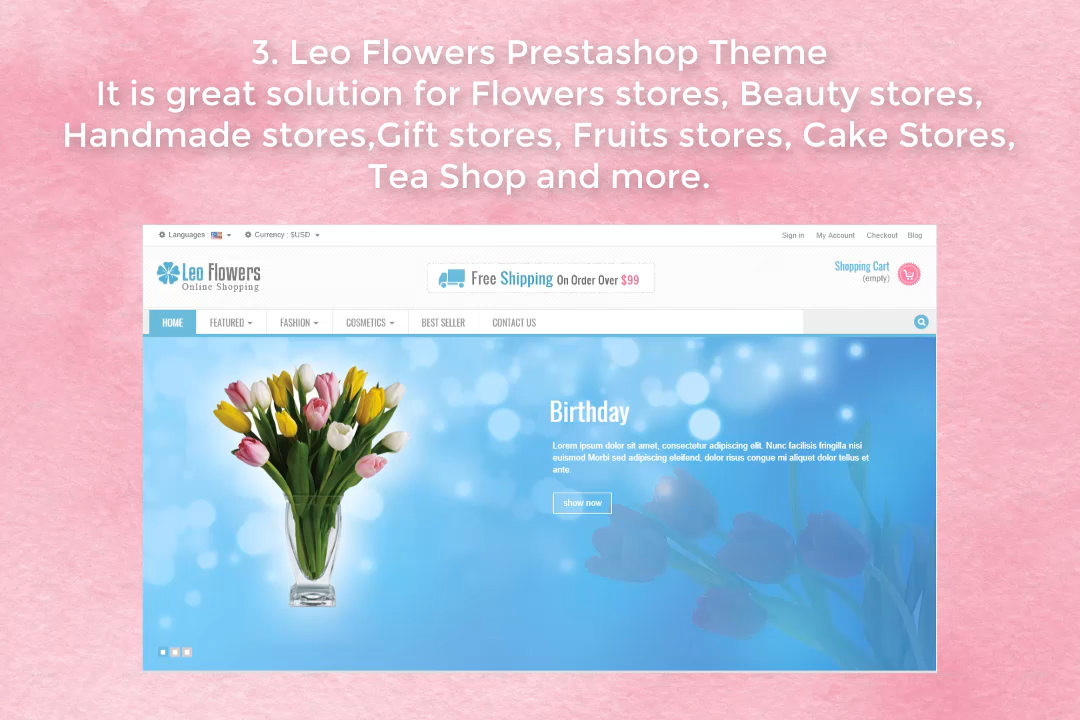 3. Leo Flowers Prestashop Theme
It is great solution for Flowers stores, Beauty stores,
Handmade stores,Gift stores, Fruits stores, Cake Stores,
Tea Shop and more.
Languages : Currency : $USD Sign in My Account Checkout Blog
Leo Flowers
Online Shopping
Free Shipping On Order Over $99
Shopping Cart
(empty)
HOME FEATURED FASHION COSMETICS BEST SELLER CONTACT US
Birthday
Lorem ipsum dolor sit amet, consectetur adipiscing elit. Nunc facilisis fringilla nisi
euismod Morbi sed adipiscing eleifend, dolor risus congue mi aliquet dolor tellus et
ante.
show now